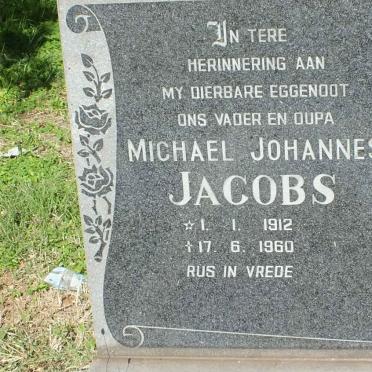 IN TERE
HERINNERING AAN
MY DIERBARE EGGENOOT
ONS VADER EN OUPA
MICHAEL JOHANNES
JACOBS
☆1. 1. 1912
†17. 6. 1960
RUS IN VREDE